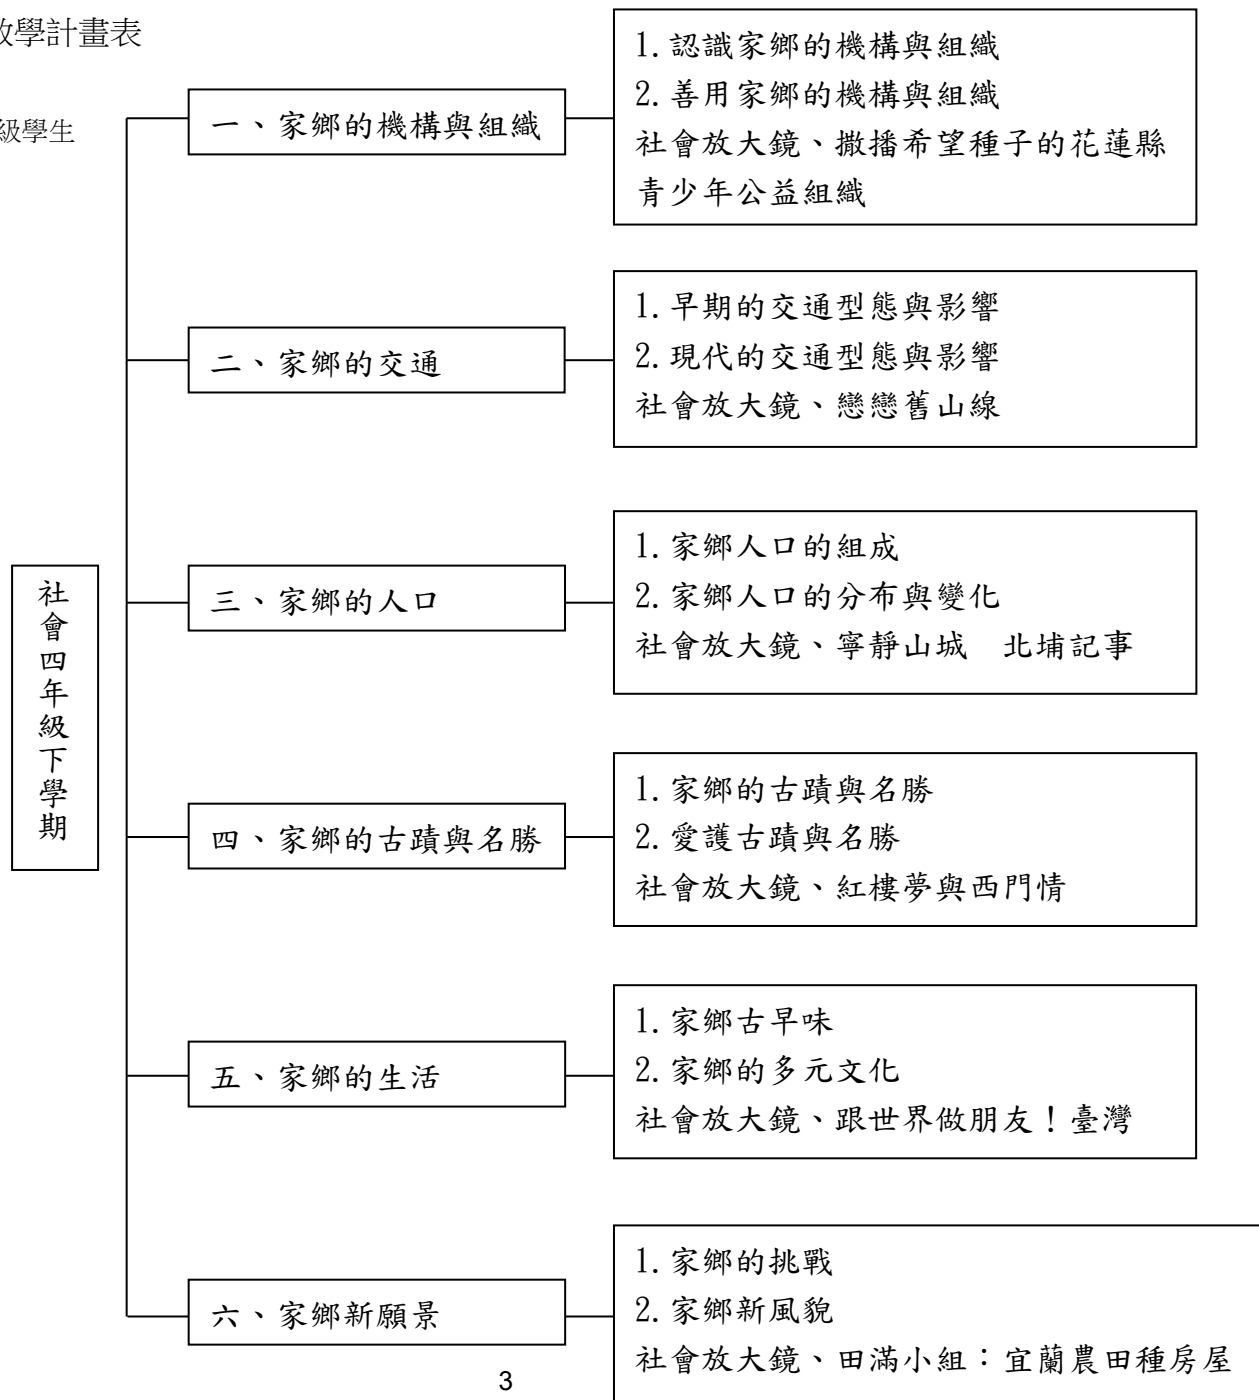 教學計畫表
級學生
社會四年級下學期
一、家鄉的機構與組織
1.認識家鄉的機構與組織
2.善用家鄉的機構與組織
社會放大鏡、撒播希望種子的花蓮縣
青少年公益組織
二、家鄉的交通
1.早期的交通型態與影響
2.現代的交通型態與影響
社會放大鏡、戀戀舊山線
三、家鄉的人口
1.家鄉人口的組成
2.家鄉人口的分布與變化
社會放大鏡、寧靜山城　北埔記事
四、家鄉的古蹟與名勝
1.家鄉的古蹟與名勝
2.愛護古蹟與名勝
社會放大鏡、紅樓夢與西門情
五、家鄉的生活
1.家鄉古早味
2.家鄉的多元文化
社會放大鏡、跟世界做朋友！臺灣
六、家鄉新願景
1.家鄉的挑戰
2.家鄉新風貌
社會放大鏡、田滿小組：宜蘭農田種房屋
3